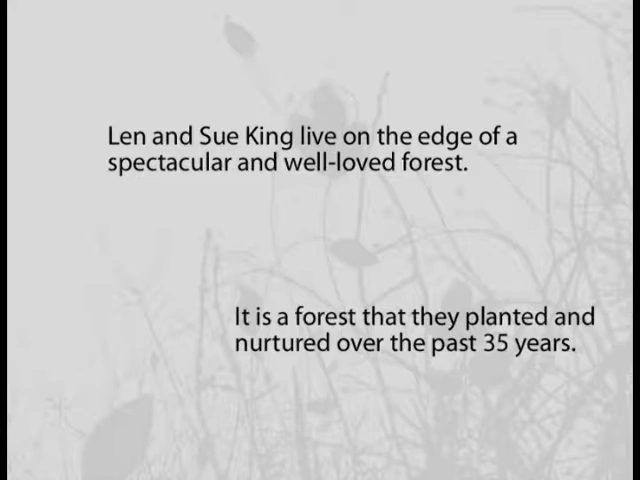 Len and Sue King live on the edge of a
spectacular and well-loved forest.
It is a forest that they planted and
nurtured over the past 35 years.